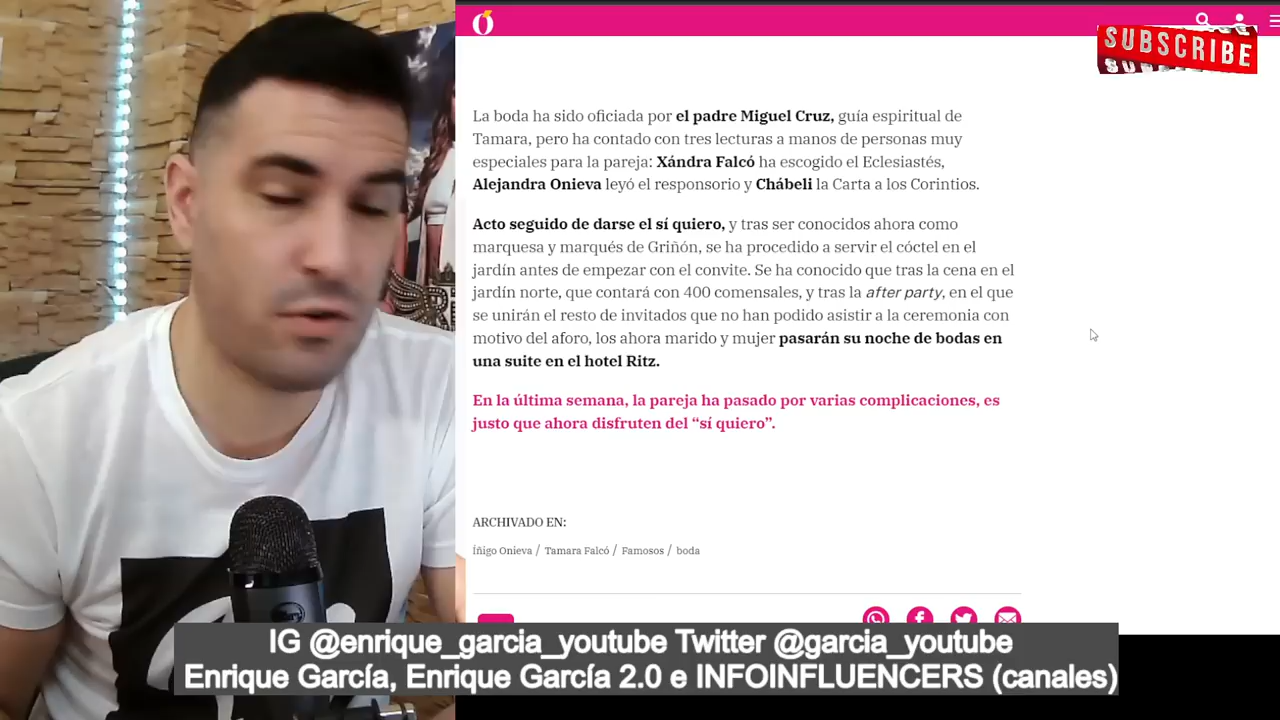 SUBSCRIBE
La boda ha sido oficiada por el padre Miguel Cruz, guía espiritual de
Tamara, pero ha contado con tres lecturas a manos de personas muy
especiales para la pareja: Xándra Falcó ha escogido el Eclesiastés,
Alejandra Onieva leyó el responsorio y Chábeli la Carta a los Corintios.
Acto seguido de darse el sí quiero, y tras ser conocidos ahora como
marquesa y marqués de Griñón, se ha procedido a servir el cóctel en el
jardín antes de empezar con el convite. Se ha conocido que tras la cena en el
jardín norte, que contará con 400 comensales, y tras la after party, en el que
se unirán el resto de invitados que no han podido asistir a la ceremonia con
motivo del aforo, los ahora marido y mujer pasarán su noche de bodas en
una suite en el hotel Ritz.
En la última semana, la pareja ha pasado por varias complicaciones, es
justo que ahora disfruten del “sí quiero”.
ARCHIVADO EN:
Íñigo Onieva / Tamara Falcó / Famosos / boda
IG @enrique_garcia_youtube Twitter @garcia_youtube
Enrique García, Enrique García 2.0 e INFOINFLUENCERS (canales)